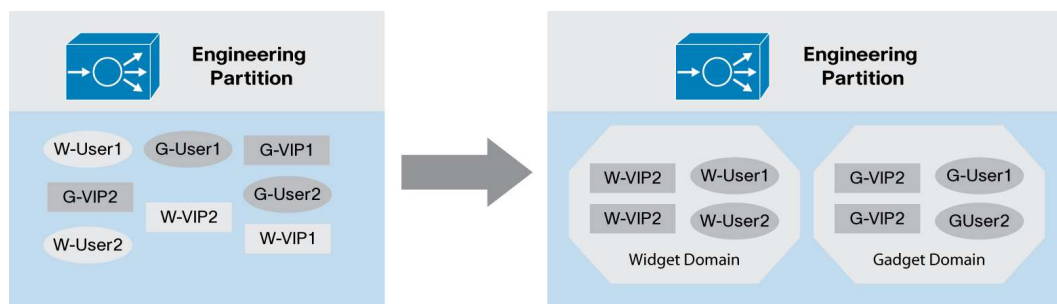 Engineering
Partition
W-User1
G-User1
G-VIP1
G-VIP2
G-User2
W-VIP2
W-User2
W-VIP1
Engineering
Partition
W-VIP2
W-User1
W-VIP2
W-User2
Widget Domain
G-VIP2
G-User1
G-VIP2
GUser2
Gadget Domain